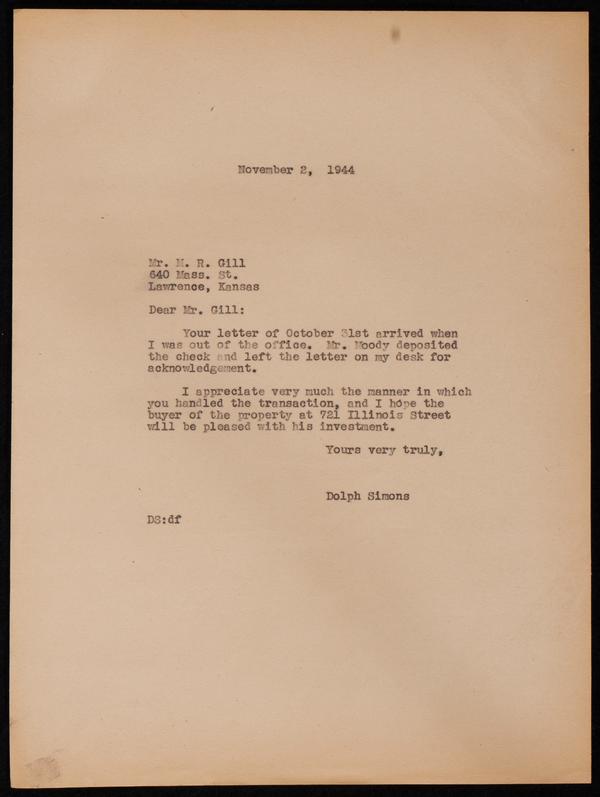 November 2, 1944
Mr. M. R. Gill
640 Mass. St.
Lawrence, Kansas
Dear Mr. Gill:
Your letter of October 31st arrived when
I was out of the office. Mr. Moody deposited
the check and left the letter on my desk for
acknowledgement.
I appreciate very much the manner in which
you handled the transaction, and I hope the
buyer of the property at 721 Illinois Street
will be pleased with his investment.
Yours very truly,
Dolph Simons
DS:df